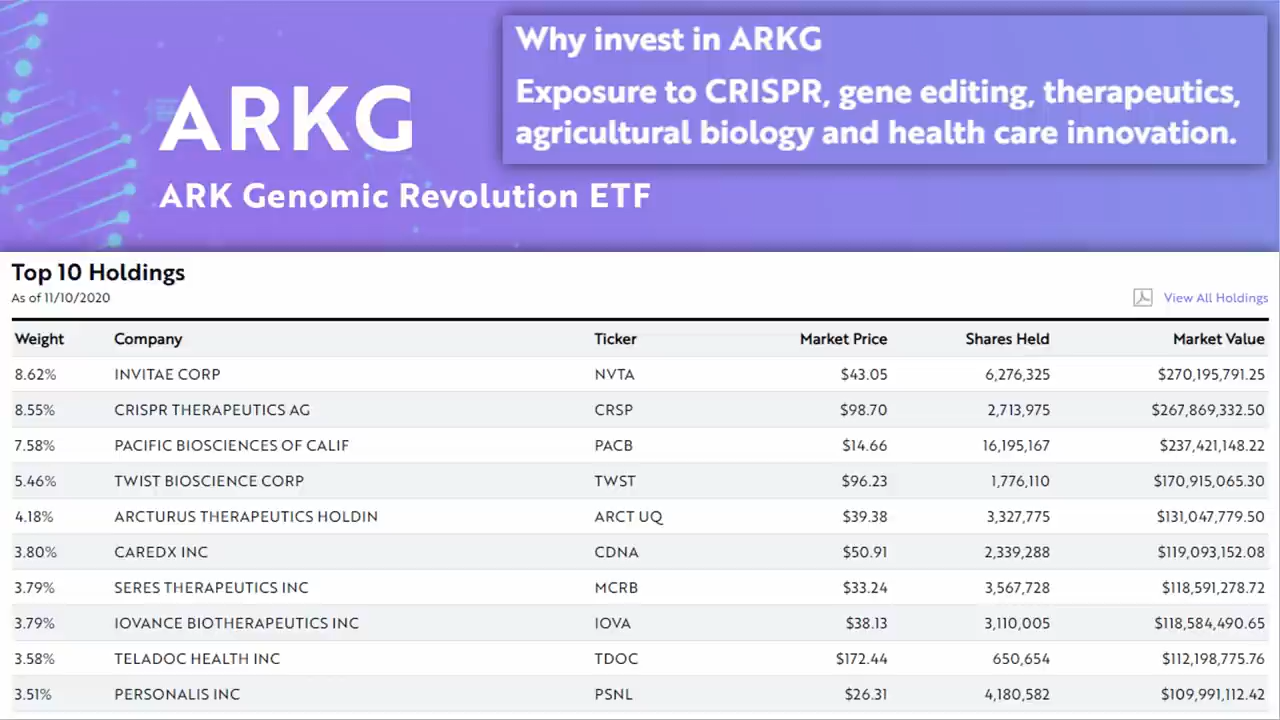 Why invest in ARKG
Exposure to CRISPR, gene editing, therapeutics,
agricultural biology and health care innovation.
ARKG
ARK Genomic Revolution ETF
Top 10 Holdings
As of 11/10/2020
View All Holdings
Weight Company Ticker Market Price Shares Held Market Value
8.62% INVITAE CORP NVTA $43.05 6,276,325 $270,195,791.25
8.55% CRISPR THERAPEUTICS AG CRSP $98.70 2,713,975 $267,869,332.50
7.58% PACIFIC BIOSCIENCES OF CALIF PACB $14.66 16,195,167 $237,421,148.22
5.46% TWIST BIOSCIENCE CORP TWST $96.23 1,776,110 $170,915,065.30
4.18% ARCTURUS THERAPEUTICS HOLDIN ARCT UQ $39.38 3,327,775 $131,047,779.50
3.80% CAREDX INC CDNA $50.91 2,339,288 $119,093,152.08
3.79% SERES THERAPEUTICS INC MCRB $33.24 3,567,728 $118,591,278.72
3.79% IOVANCE BIOTHERAPEUTICS INC IOVA $38.13 3,110,005 $118,584,490.65
3.58% TELADOC HEALTH INC TDOC $172.44 650,654 $112,198,775.76
3.51% PERSONALIS INC PSNL $26.31 4,180,582 $109,991,112.42